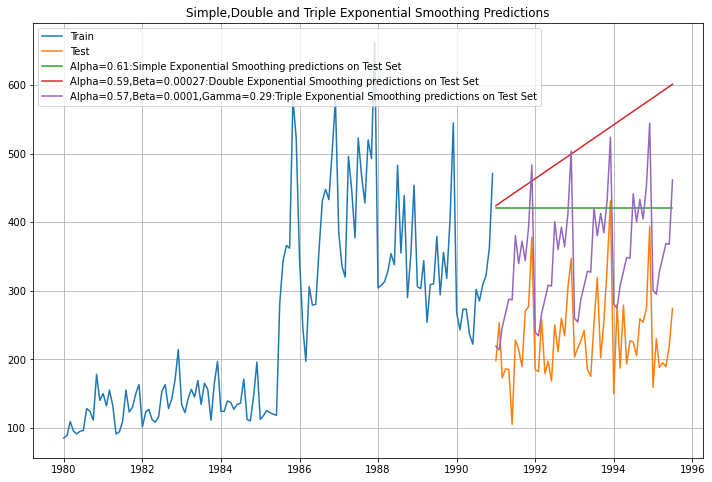 Simple,Double and Triple Exponential Smoothing Predictions
Train
Test
Alpha=0.61:Simple Exponential Smoothing predictions on Test Set
Alpha=0.59,Beta=0.00027:Double Exponential Smoothing predictions on Test Set
Alpha=0.57,Beta=0.0001,Gamma=0.29:Triple Exponential Smoothing predictions on Test Set
600
500
400
300
200
100
1980 1982 1984 1986 1988 1990 1992 1994 1996